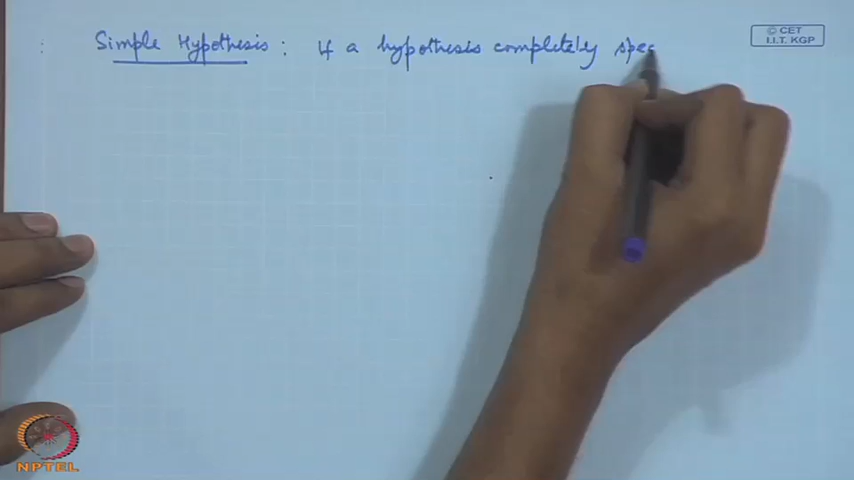 : Simple Hypothesis : If a hypothesis completely spec
© CET
I.I.T. KGP
NPTEL